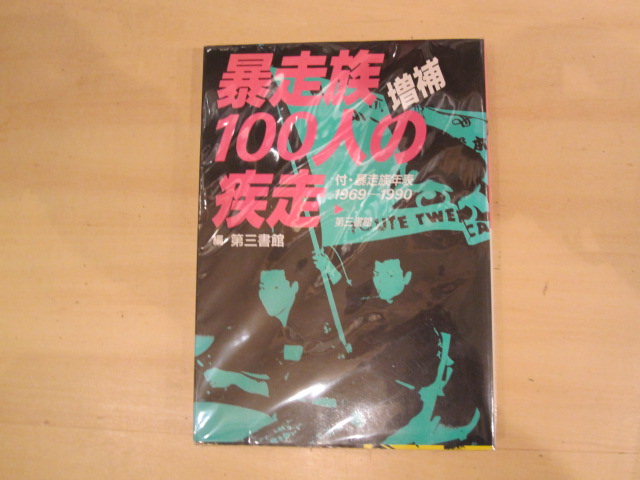 暴走族
増補
100人の
疾走
付・暴走族年表
1969—1990
第三書館
編・第三書館